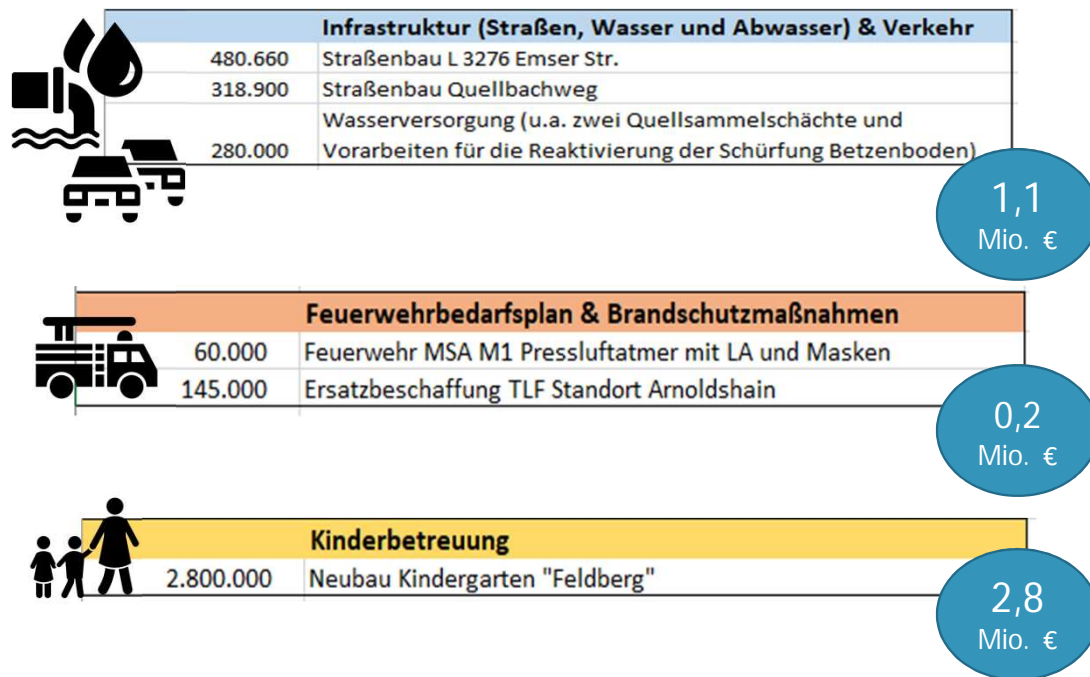 Infrastruktur (Straßen, Wasser und Abwasser) & Verkehr
480.660 Straßenbau L 3276 Emser Str.
318.900 Straßenbau Quellbachweg
Wasserversorgung (u.a. zwei Quellsammelschächte und
280.000 Vorarbeiten für die Reaktivierung der Schürfung Betzenboden)
1,1
Mio. €
Feuerwehrbedarfsplan & Brandschutzmaßnahmen
60.000 Feuerwehr MSA M1 Pressluftatmer mit LA und Masken
145.000 Ersatzbeschaffung TLF Standort Arnoldshain
0,2
Mio. €
Kinderbetreuung
2.800.000 Neubau Kindergarten "Feldberg"
2,8
Mio. €